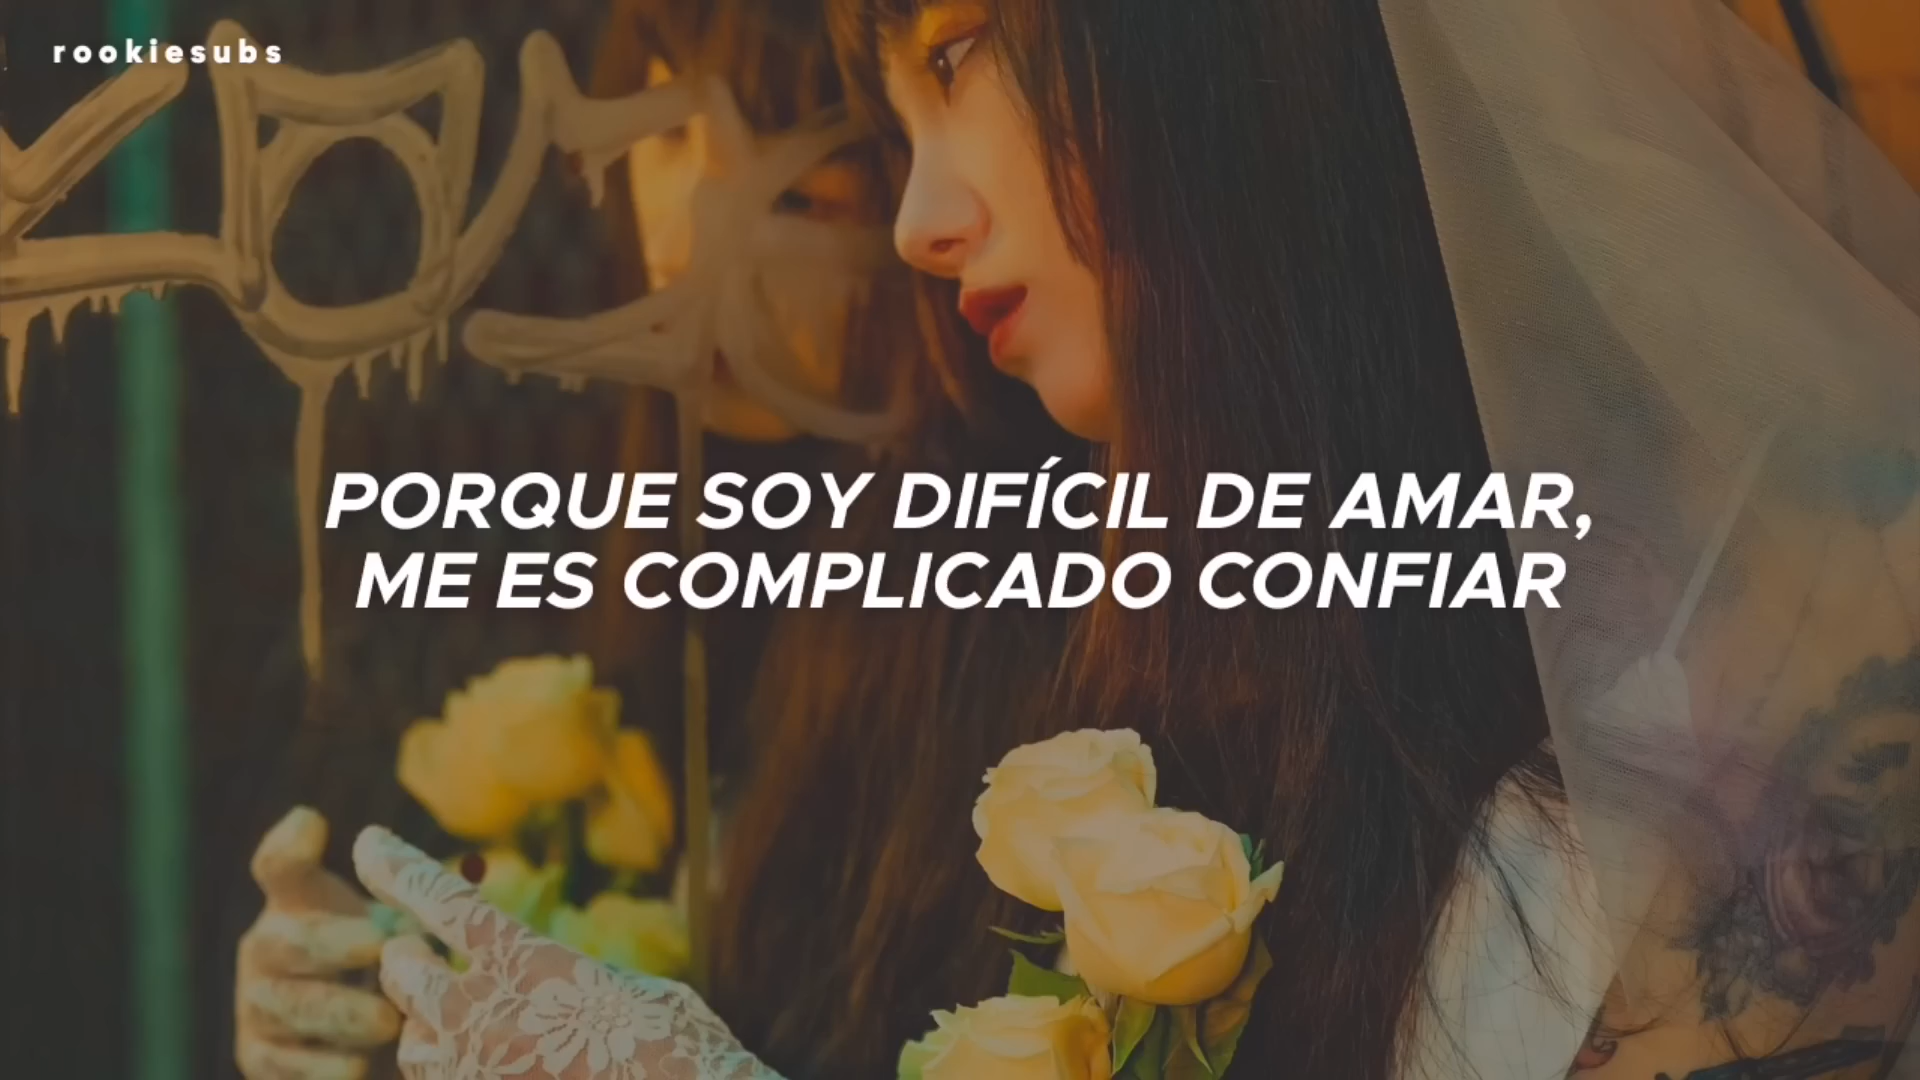 rookiesubs
PORQUE SOY DIFÍCIL DE AMAR,
ME ES COMPLICADO CONFIAR